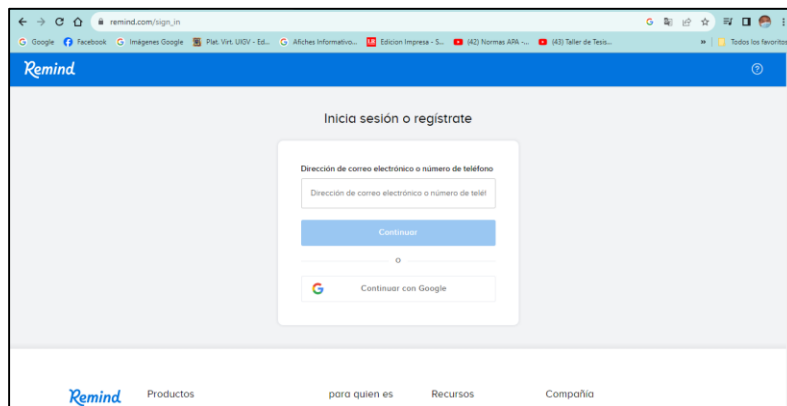 remind.com/sign_in
Google Facebook Imágenes Google Plat. Virt. UIGV - Ed... Afiches Informativo... Edicion Impresa - S... (42) Normas APA -... (43) Taller de Tesis... » Todos los favoritos
Remind
Inicia sesión o regístrate
Dirección de correo electrónico o número de teléfono
Dirección de correo electrónico o número de teléf
Continuar
O
Continuar con Google
Remind Productos para quien es Recursos Compañía